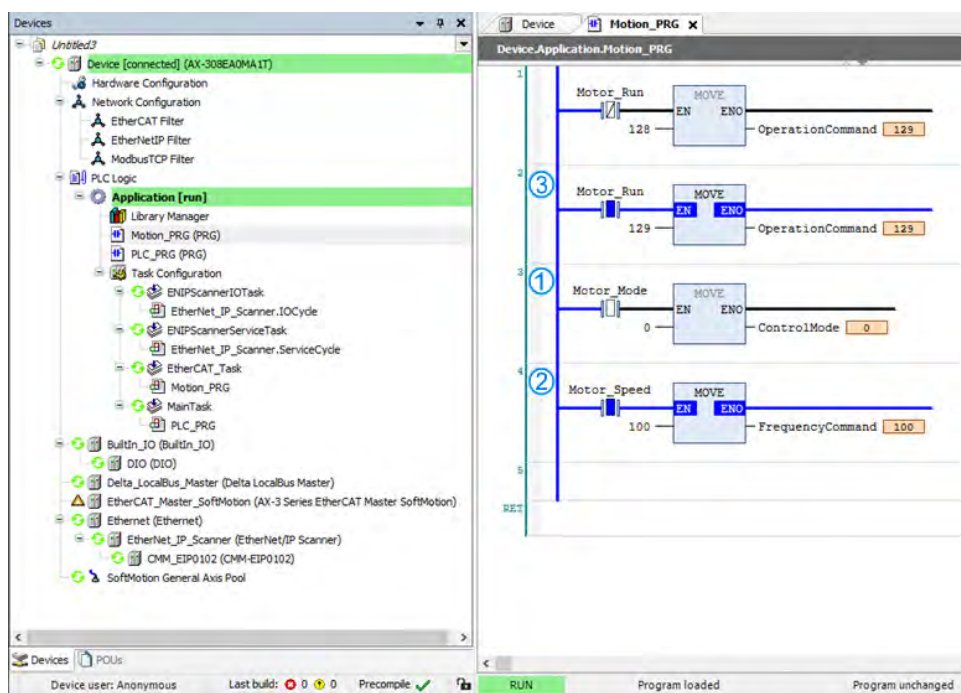 Devices
Untitled3
Device [connected] (AX-308EA0MA1T)
Hardware Configuration
Network Configuration
EtherCAT Filter
EtherNetIP Filter
ModbusTCP Filter
PLC Logic
Application [run]
Library Manager
Motion_PRG (PRG)
PLC_PRG (PRG)
Task Configuration
ENIPScannerIOTask
EtherNet_IP_Scanner.IOCycle
ENIPScannerServiceTask
EtherNet_IP_Scanner.ServiceCycle
EtherCAT_Task
Motion_PRG
MainTask
PLC_PRG
BuiltIn_IO (BuiltIn_IO)
DIO (DIO)
Delta_LocalBus_Master (Delta LocalBus Master)
EtherCAT_Master_SoftMotion (AX-3 Series EtherCAT Master SoftMotion)
Ethernet (Ethernet)
EtherNet_IP_Scanner (EtherNet/IP Scanner)
CMM_EIP0102 (CMM-EIP0102)
SoftMotion General Axis Pool
Devices POUs
Device Motion_PRG X
Device.Application.Motion_PRG
1
Motor_Run MOVE
EN ENO
128 OperationCommand 129
2
③ Motor_Run MOVE
EN ENO
129 OperationCommand 129
3
① Motor_Mode MOVE
EN ENO
0 ControlMode 0
4
② Motor_Speed MOVE
EN ENO
100 FrequencyCommand 100
5
RET
Device user: Anonymous Last build: 0 0 Precompile RUN Program loaded Program unchanged